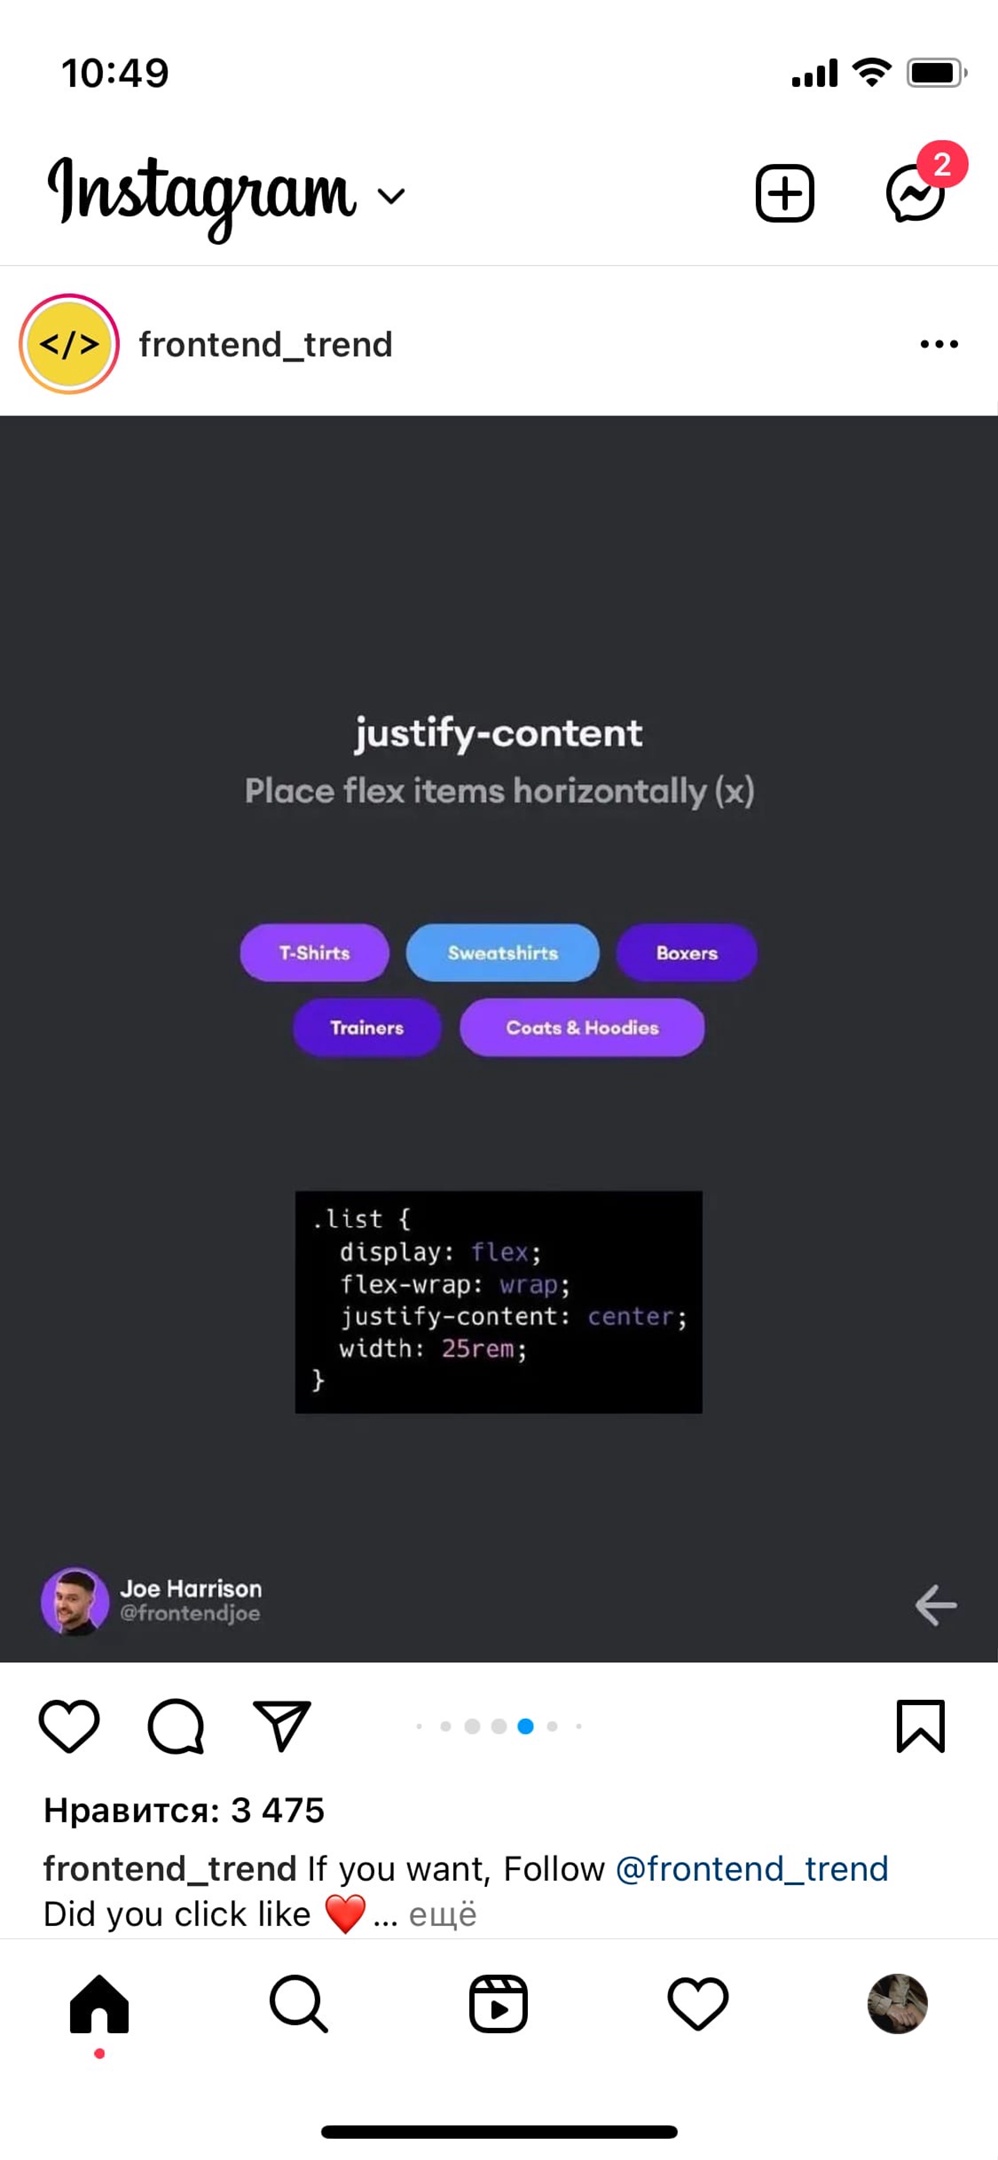 10:49
Instagram
2
</> frontend_trend
justify-content
Place flex items horizontally (x)
T-Shirts Sweatshirts Boxers
Trainers Coats & Hoodies
.list {
display: flex;
flex-wrap: wrap;
justify-content: center;
width: 25rem;
}
Joe Harrison
@frontendjoe
Нравится: 3 475
frontend_trend If you want, Follow @frontend_trend
Did you click like ❤️... ещё